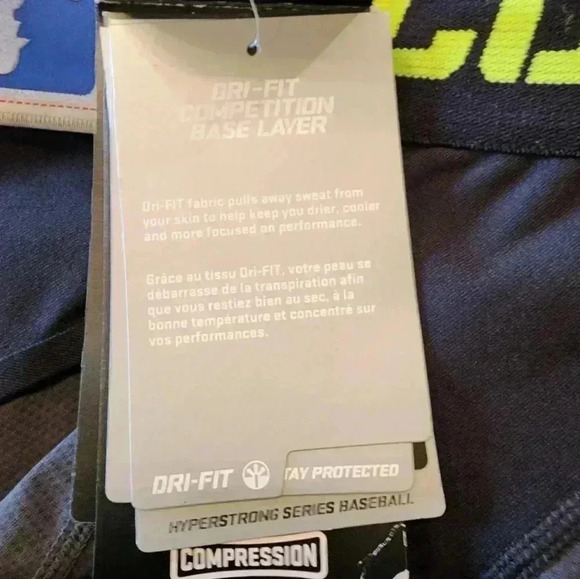 DRI-FIT
COMPETITION
BASE LAYER
Dri-FIT fabric pulls away sweat from
your skin to help keep you drier, cooler
and more focused on performance.
Grâce au tissu Dri-FIT, votre peau se
débarrasse de la transpiration afin
que vous restiez bien au sec, à la
bonne température et concentré sur
vos performances.
DRI-FIT TAY PROTECTED
HYPERSTRONG SERIES BASEBALL
COMPRESSION